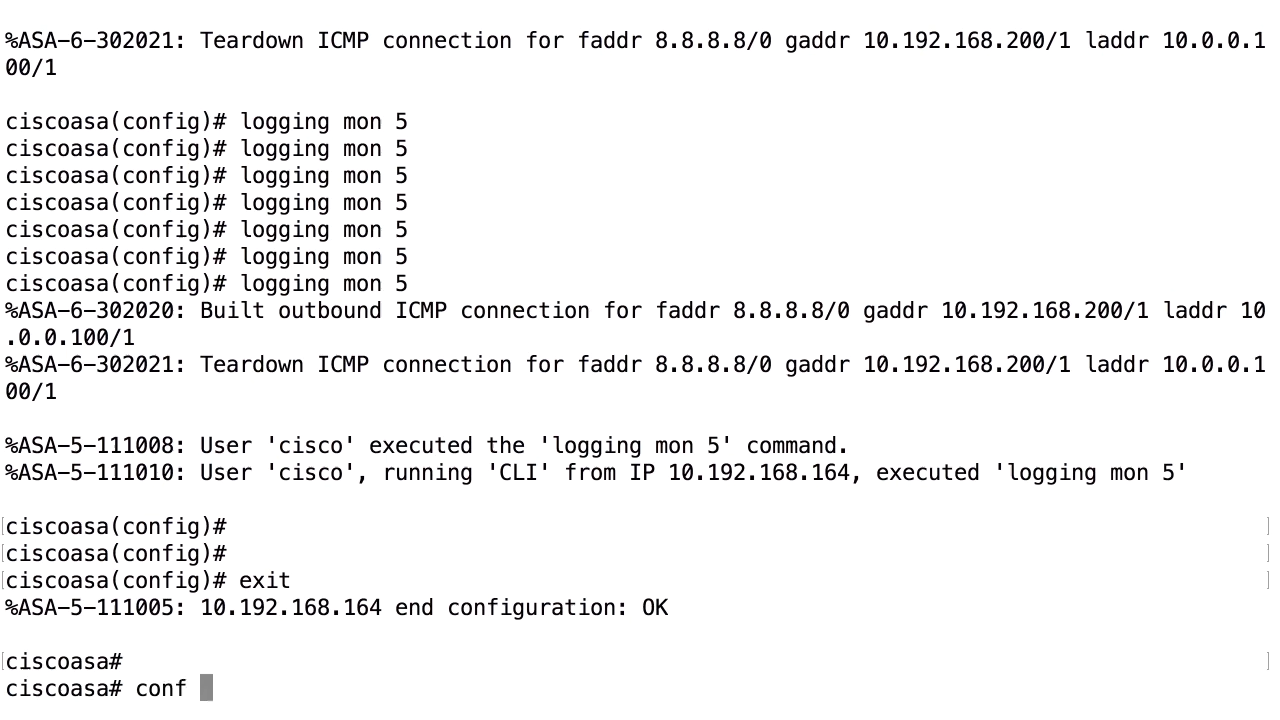 %ASA-6-302021: Teardown ICMP connection for faddr 8.8.8.8/0 gaddr 10.192.168.200/1 laddr 10.0.0.1
00/1
ciscoasa(config)# logging mon 5
ciscoasa(config)# logging mon 5
ciscoasa(config)# logging mon 5
ciscoasa(config)# logging mon 5
ciscoasa(config)# logging mon 5
ciscoasa(config)# logging mon 5
ciscoasa(config)# logging mon 5
%ASA-6-302020: Built outbound ICMP connection for faddr 8.8.8.8/0 gaddr 10.192.168.200/1 laddr 10
.0.0.100/1
%ASA-6-302021: Teardown ICMP connection for faddr 8.8.8.8/0 gaddr 10.192.168.200/1 laddr 10.0.0.1
00/1
%ASA-5-111008: User 'cisco' executed the 'logging mon 5' command.
%ASA-5-111010: User 'cisco', running 'CLI' from IP 10.192.168.164, executed 'logging mon 5'
[ciscoasa(config)# ]
[ciscoasa(config)# ]
[ciscoasa(config)# exit ]
%ASA-5-111005: 10.192.168.164 end configuration: OK
[ciscoasa# ]
ciscoasa# conf